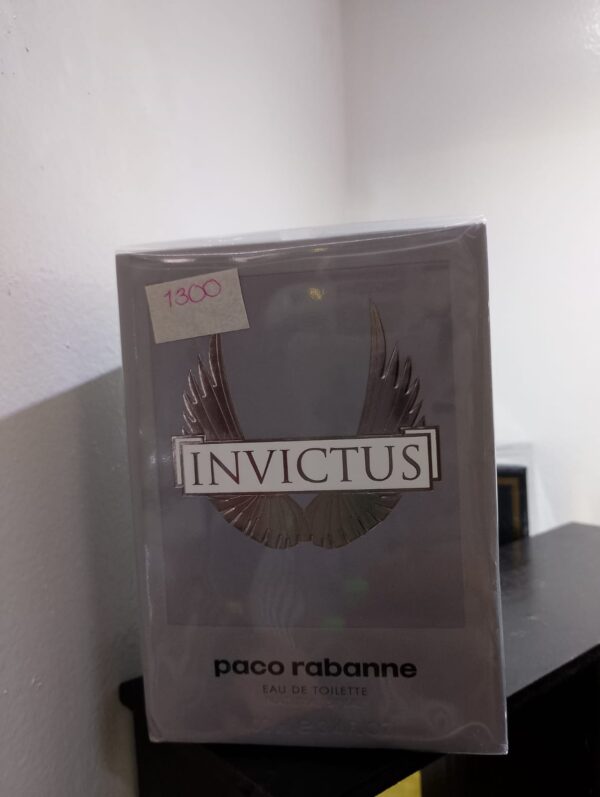 1300
INVICTUS
paco rabanne
EAU DE TOILETTE